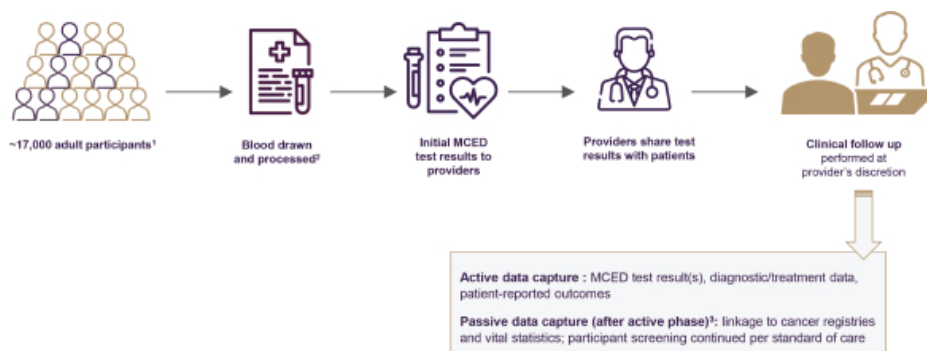 ~17,000 adult participants¹
Blood drawn
and processed²
Initial MCED
test results to
providers
Providers share test
results with patients
Clinical follow up
performed at
provider's discretion
Active data capture : MCED test result(s), diagnostic/treatment data,
patient-reported outcomes
Passive data capture (after active phase)³: linkage to cancer registries
and vital statistics; participant screening continued per standard of care